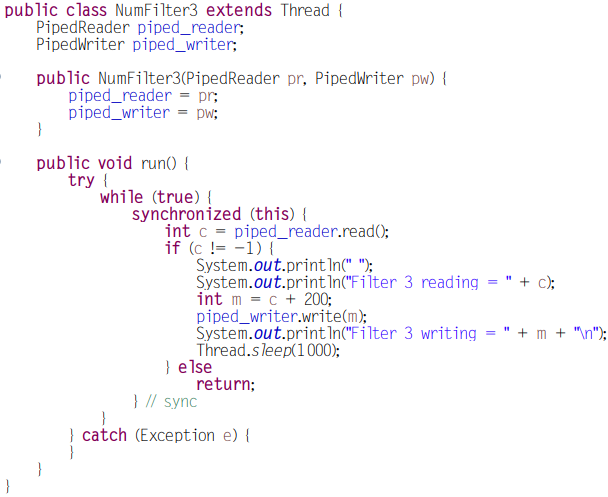 public class NumFilter3 extends Thread {
    PipedReader piped_reader;
    PipedWriter piped_writer;

    public NumFilter3(PipedReader pr, PipedWriter pw) {
        piped_reader = pr;
        piped_writer = pw;
    }

    public void run() {
        try {
            while (true) {
                synchronized (this) {
                    int c = piped_reader.read();
                    if (c != -1) {
                        System.out.println(" ");
                        System.out.println("Filter 3 reading = " + c);
                        int m = c + 200;
                        piped_writer.write(m);
                        System.out.println("Filter 3 writing = " + m + "\n");
                        Thread.sleep(1000);
                    } else
                        return;
                } // sync
            }
        } catch (Exception e) {
        }
    }
}